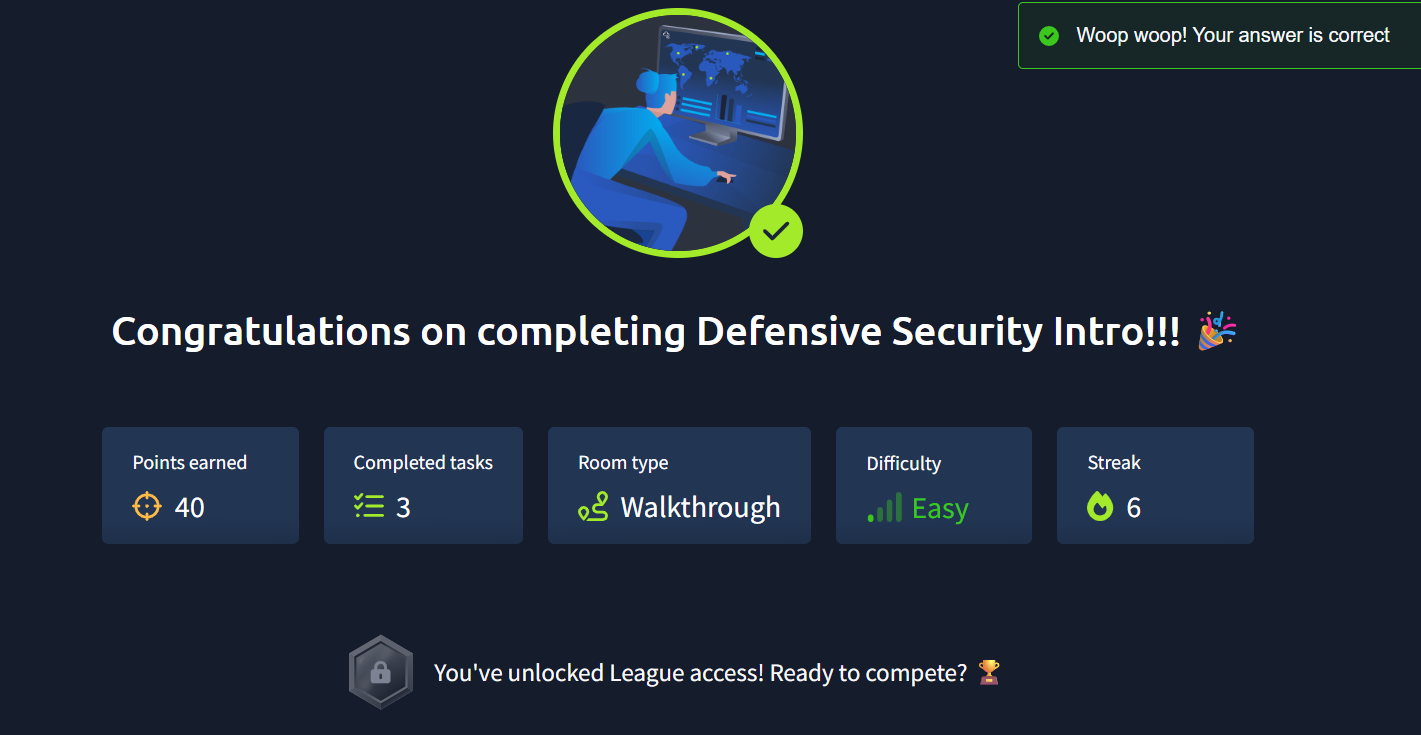 Woop woop! Your answer is correct
Congratulations on completing Defensive Security Intro!!! 🎉
Points earned
40
Completed tasks
3
Room type
Walkthrough
Difficulty
Easy
Streak
6
You've unlocked League access! Ready to compete? 🏆